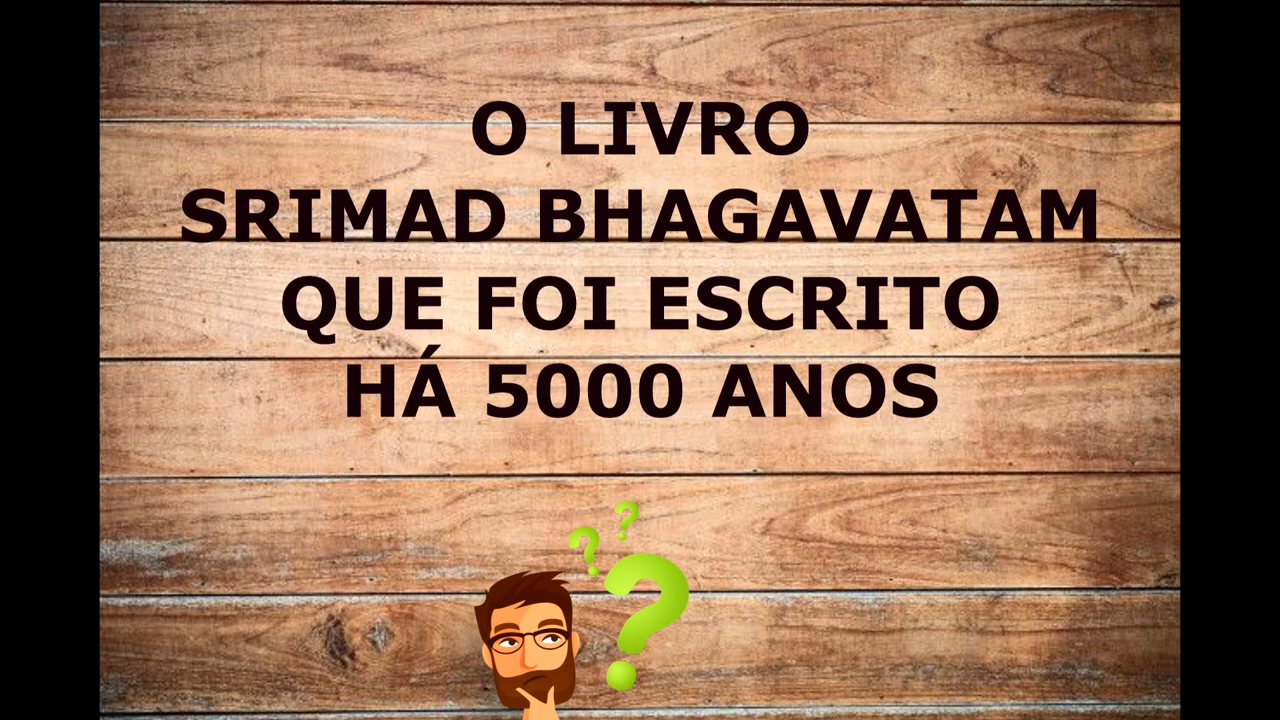 O LIVRO
SRIMAD BHAGAVATAM
QUE FOI ESCRITO
HÁ 5000 ANOS